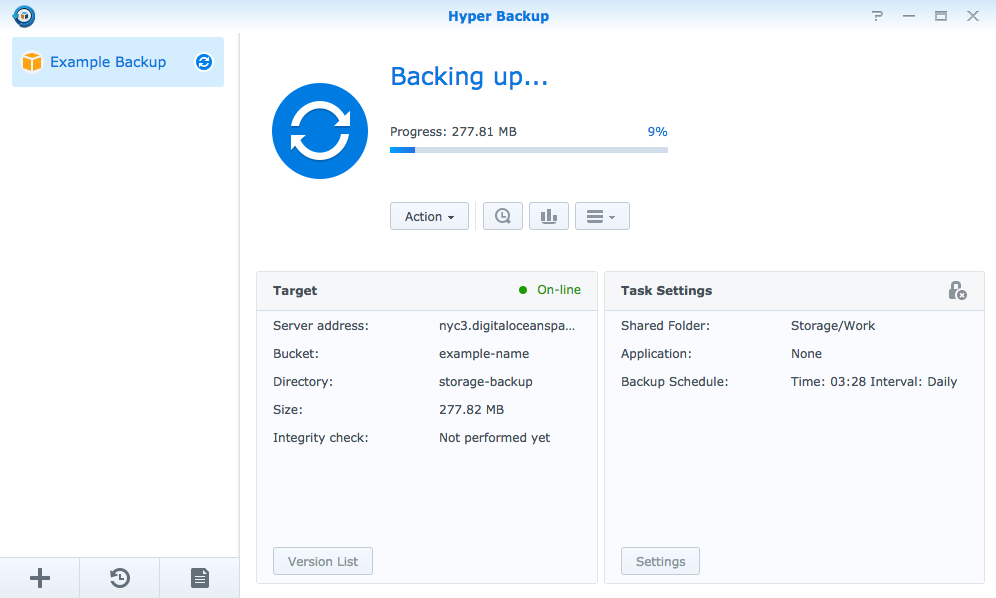 Hyper Backup
Example Backup
Backing up...
Progress: 277.81 MB 9%
Action
Target On-line
Server address: nyc3.digitaloceanspa...
Bucket: example-name
Directory: storage-backup
Size: 277.82 MB
Integrity check: Not performed yet
Version List
Task Settings
Shared Folder: Storage/Work
Application: None
Backup Schedule: Time: 03:28 Interval: Daily
Settings